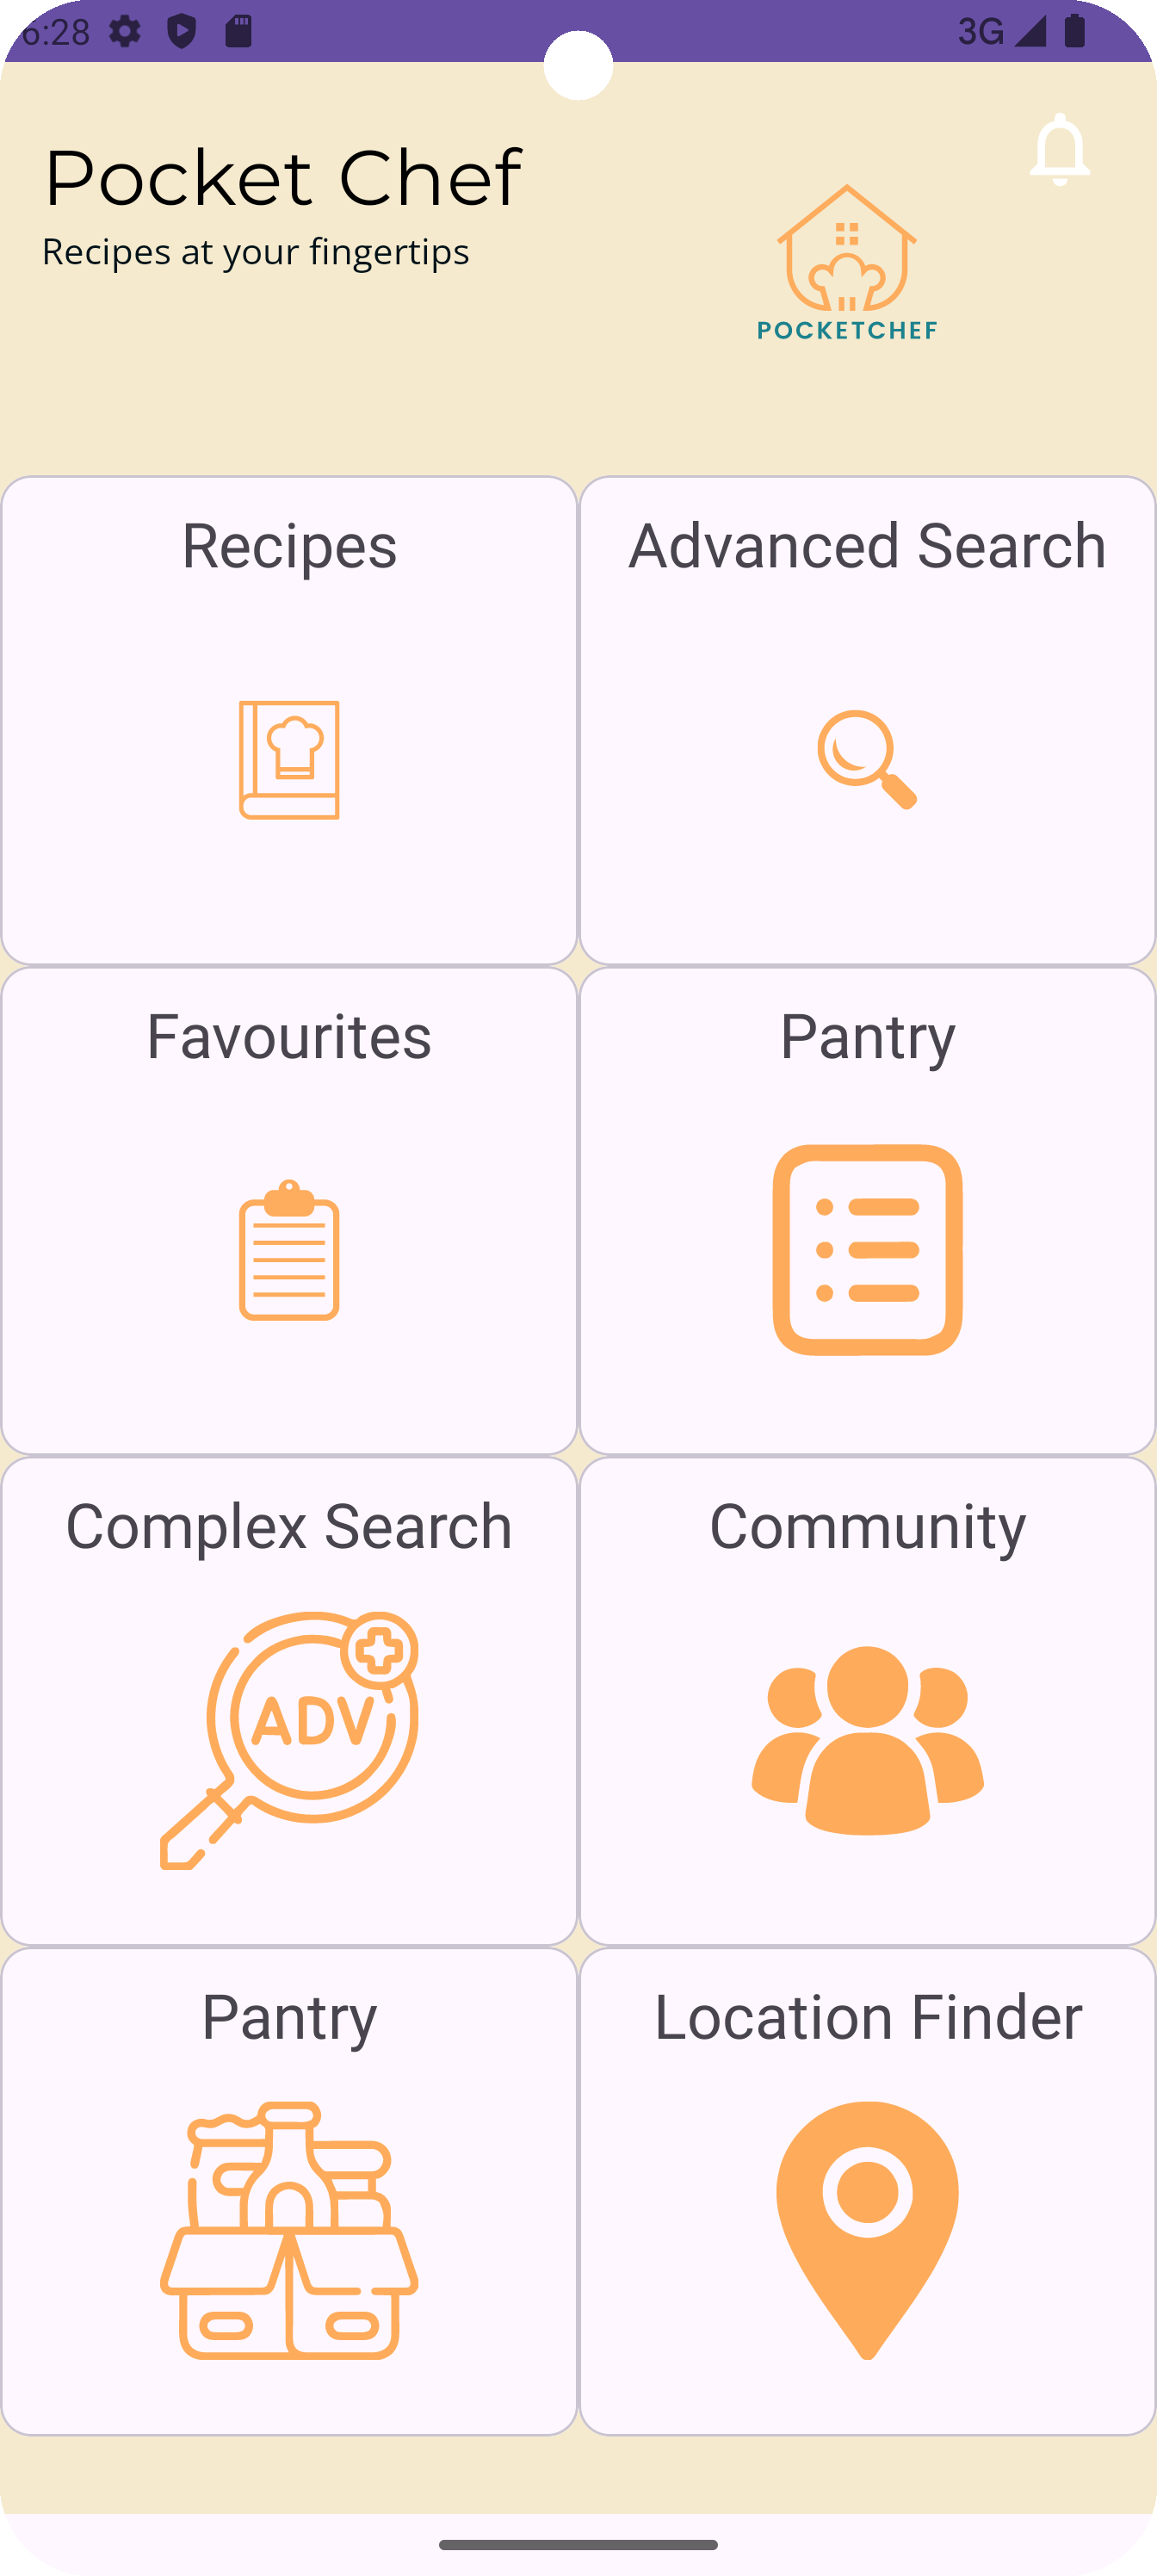 6:28
3G
Pocket Chef
Recipes at your fingertips
POCKETCHEF
Recipes
Advanced Search
Favourites
Pantry
Complex Search
Community
ADV
Pantry
Location Finder